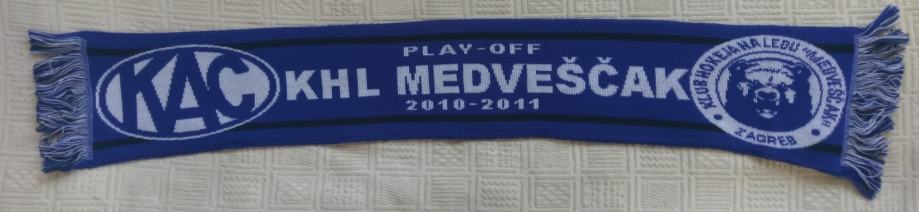 KAC
PLAY-OFF
KHL MEDVEŠČAK
2010-2011
KLUB HOKEJA NA LEDU "MEDVEŠČAK"
• ZAGREB •